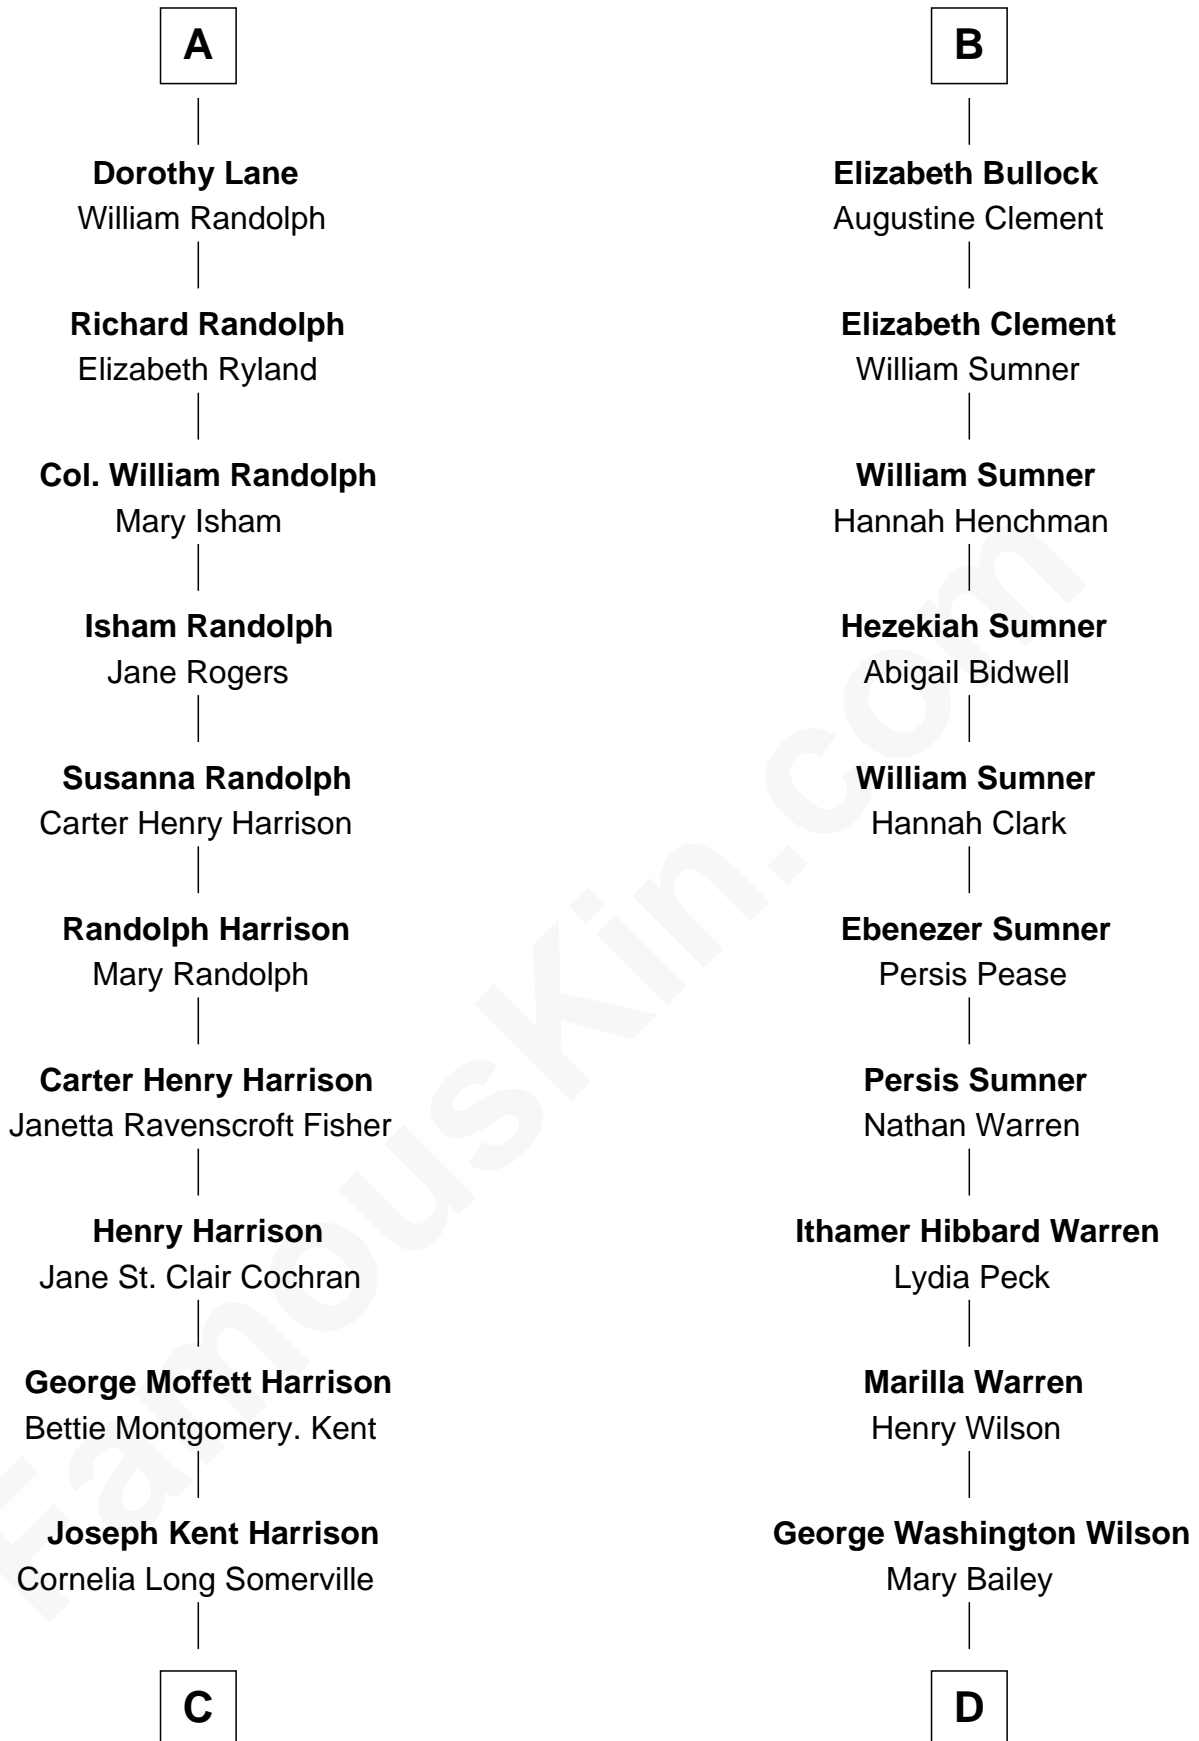 A
Dorothy Lane
William Randolph
Richard Randolph
Elizabeth Ryland
Col. William Randolph
Mary Isham
Isham Randolph
Jane Rogers
Susanna Randolph
Carter Henry Harrison
Randolph Harrison
Mary Randolph
Carter Henry Harrison
Janetta Ravenscroft Fisher
Henry Harrison
Jane St. Clair Cochran
George Moffett Harrison
Bettie Montgomery. Kent
Joseph Kent Harrison
Cornelia Long Somerville
C
B
Elizabeth Bullock
Augustine Clement
Elizabeth Clement
William Sumner
William Sumner
Hannah Henchman
Hezekiah Sumner
Abigail Bidwell
William Sumner
Hannah Clark
Ebenezer Sumner
Persis Pease
Persis Sumner
Nathan Warren
Ithamer Hibbard Warren
Lydia Peck
Marilla Warren
Henry Wilson
George Washington Wilson
Mary Bailey
D
FamousKin.com